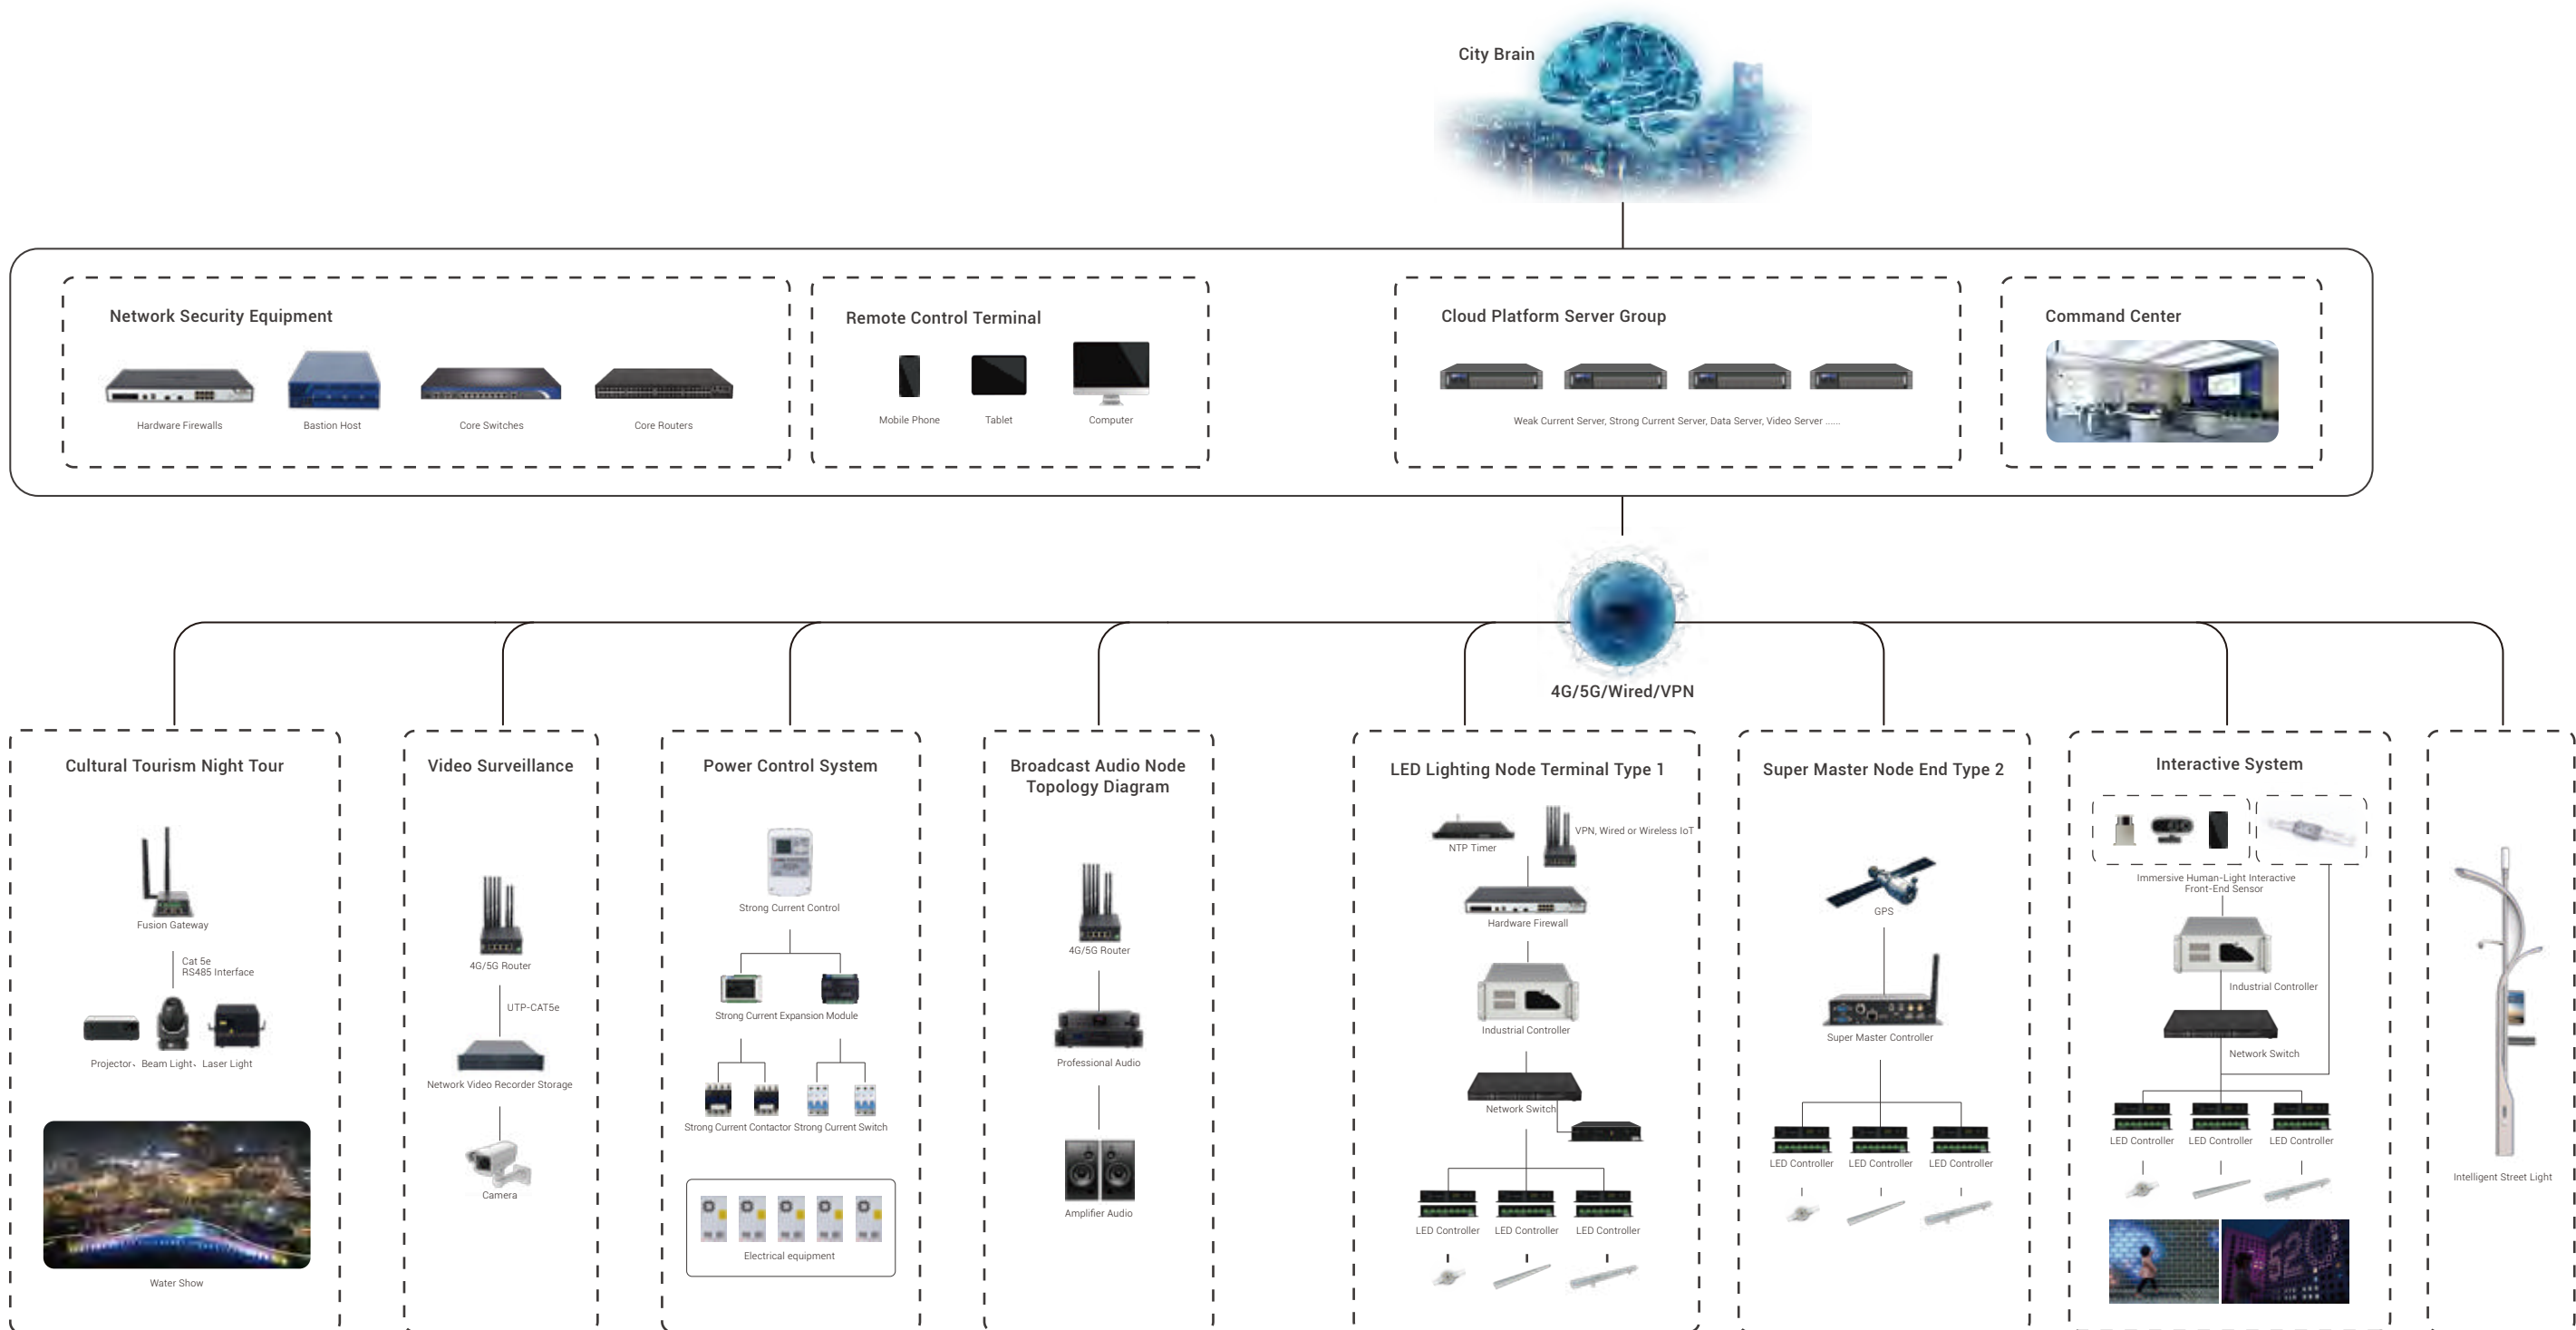 City Brain
Network Security Equipment
Hardware Firewalls
Bastion Host
Core Switches
Core Routers
Remote Control Terminal
Mobile Phone
Tablet
Computer
Cloud Platform Server Group
Weak Current Server, Strong Current Server, Data Server, Video Server ......
Command Center
4G/5G/Wired/VPN
Cultural Tourism Night Tour
Fusion Gateway
Cat 5e
RS485 Interface
Projector、Beam Light、Laser Light
Water Show
Video Surveillance
4G/5G Router
UTP-CAT5e
Network Video Recorder Storage
Camera
Power Control System
Strong Current Control
Strong Current Expansion Module
Strong Current Contactor
Strong Current Switch
Electrical equipment
Broadcast Audio Node
Topology Diagram
4G/5G Router
Professional Audio
Amplifier Audio
LED Lighting Node Terminal Type 1
NTP Timer
VPN, Wired or Wireless IoT
Hardware Firewall
Industrial Controller
Network Switch
LED Controller
LED Controller
LED Controller
Super Master Node End Type 2
GPS
Super Master Controller
LED Controller
LED Controller
LED Controller
Interactive System
Immersive Human-Light Interactive
Front-End Sensor
Industrial Controller
Network Switch
LED Controller
LED Controller
LED Controller
520
Intelligent Street Light